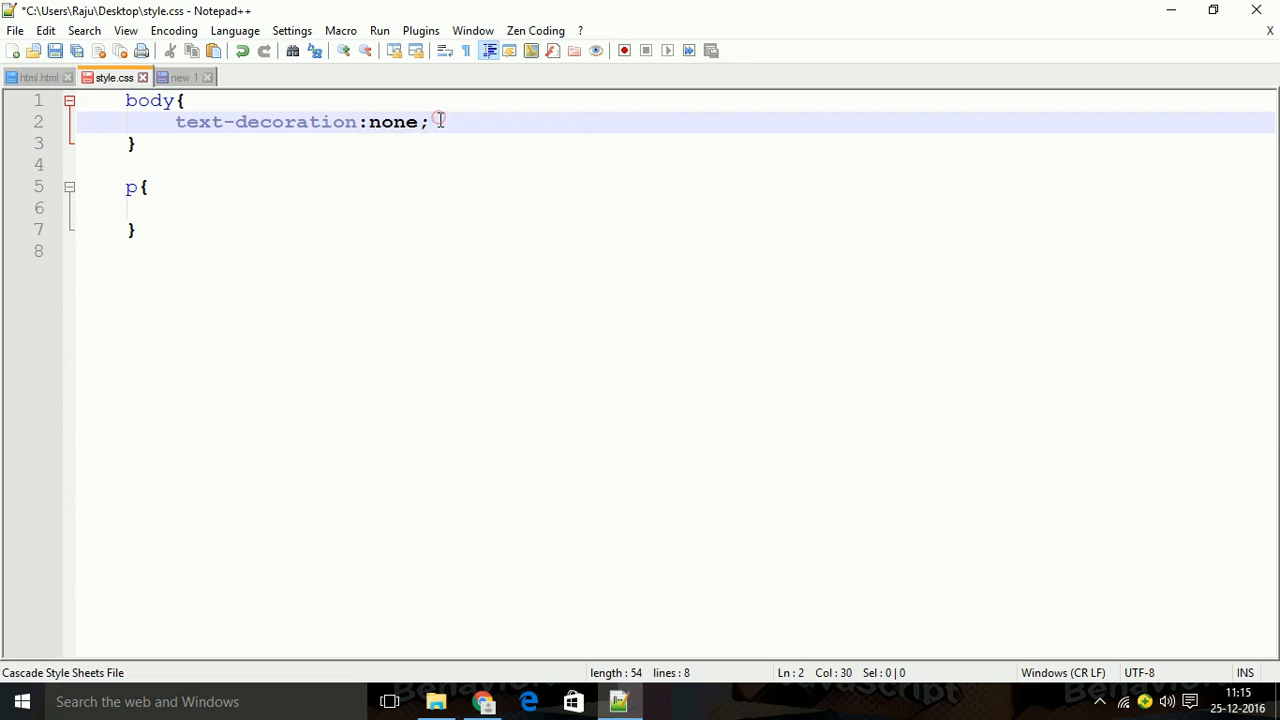 *C:\Users\Raju\Desktop\style.css - Notepad++
File Edit Search View Encoding Language Settings Macro Run Plugins Window Zen Coding ? X
html.html style.css new 1
1 body{
2 text-decoration:none;
3 }
4
5 p{
6
7 }
8
Cascade Style Sheets File length : 54 lines : 8 Ln : 2 Col : 30 Sel : 0 | 0 Windows (CR LF) UTF-8 INS
Search the web and Windows
11:15
25-12-2016